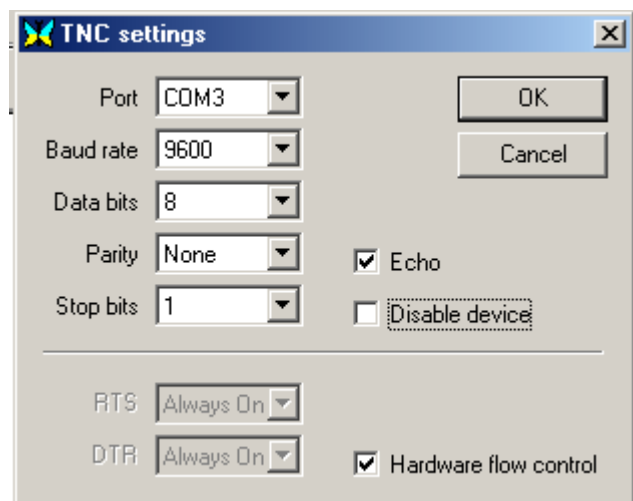 TNC settings
Port COM3 OK
Baud rate 9600 Cancel
Data bits 8
Parity None Echo
Stop bits 1 Disable device
RTS Always On
DTR Always On Hardware flow control